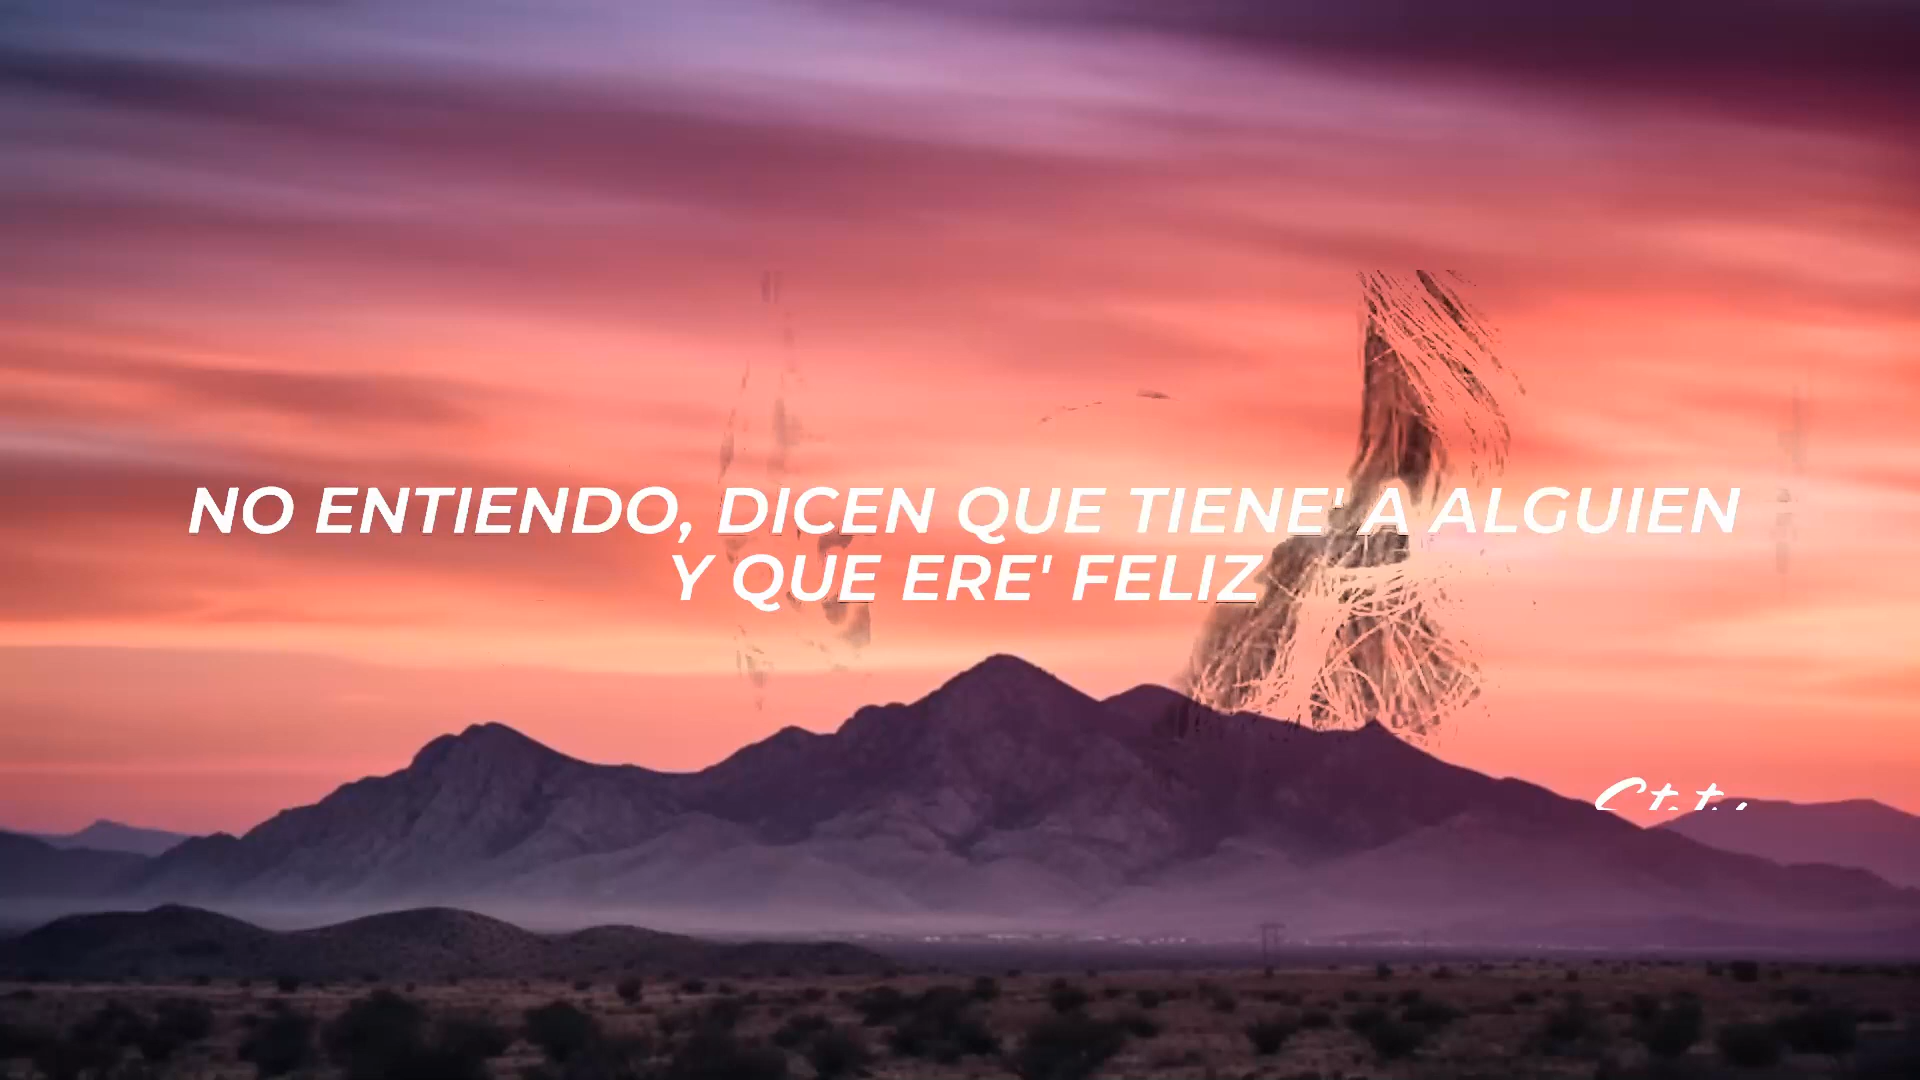 NO ENTIENDO, DICEN QUE TIENE' A ALGUIEN
Y QUE ERE' FELIZ